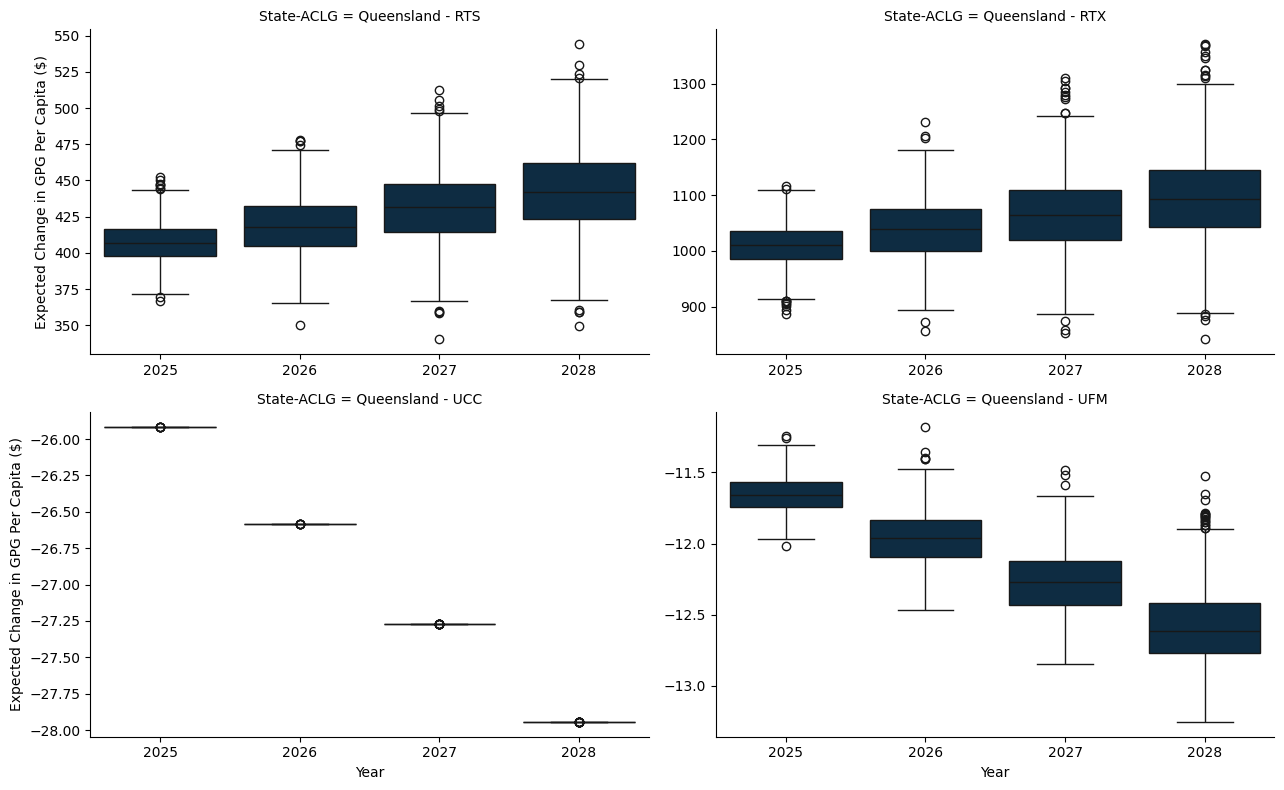 State-ACLG = Queensland - RTS
550
525
500
475
450
425
400
375
350
Expected Change in GPG Per Capita ($)
2025 2026 2027 2028
State-ACLG = Queensland - RTX
1300
1200
1100
1000
900
2025 2026 2027 2028
State-ACLG = Queensland - UCC
−26.00
−26.25
−26.50
−26.75
−27.00
−27.25
−27.50
−27.75
−28.00
Expected Change in GPG Per Capita ($)
2025 2026 2027 2028
Year
State-ACLG = Queensland - UFM
−11.5
−12.0
−12.5
−13.0
2025 2026 2027 2028
Year